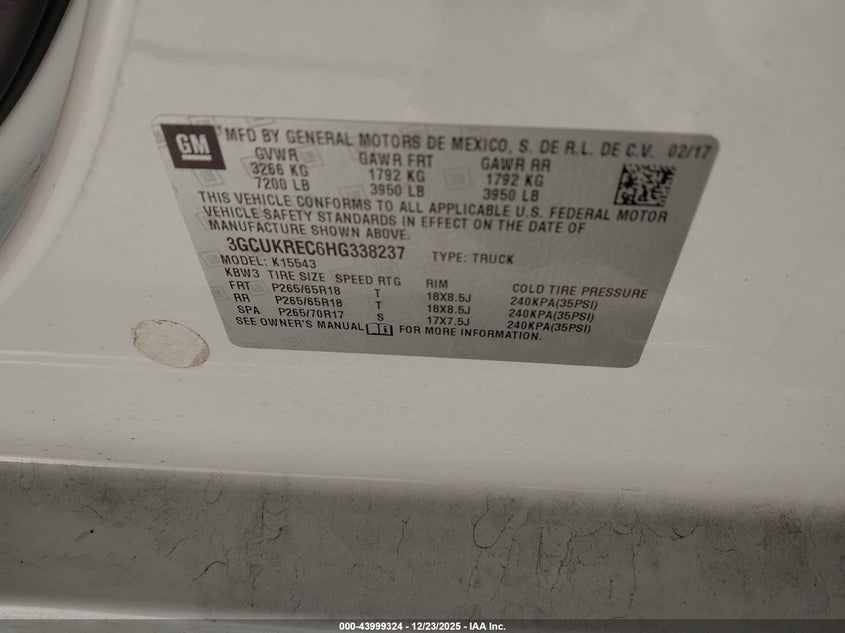 GM
MFD BY GENERAL MOTORS DE MEXICO, S. DE R.L. DE C.V. 02/17
GVWR GAWR FRT GAWR RR
3266 KG 1792 KG 1792 KG
7200 LB 3950 LB 3950 LB
THIS VEHICLE CONFORMS TO ALL APPLICABLE U.S. FEDERAL MOTOR
VEHICLE SAFETY STANDARDS IN EFFECT ON THE DATE OF
MANUFACTURE SHOWN ABOVE.
3GCUKREC6HG338237 TYPE: TRUCK
MODEL: K15543
KBW3 TIRE SIZE SPEED RTG RIM COLD TIRE PRESSURE
FRT P265/65R18 T 18X8.5J 240KPA(35PSI)
RR P265/65R18 T 18X8.5J 240KPA(35PSI)
SPA P265/70R17 S 17X7.5J 240KPA(35PSI)
SEE OWNER'S MANUAL FOR MORE INFORMATION.
000-43999324 - 12/23/2025 - IAA Inc.